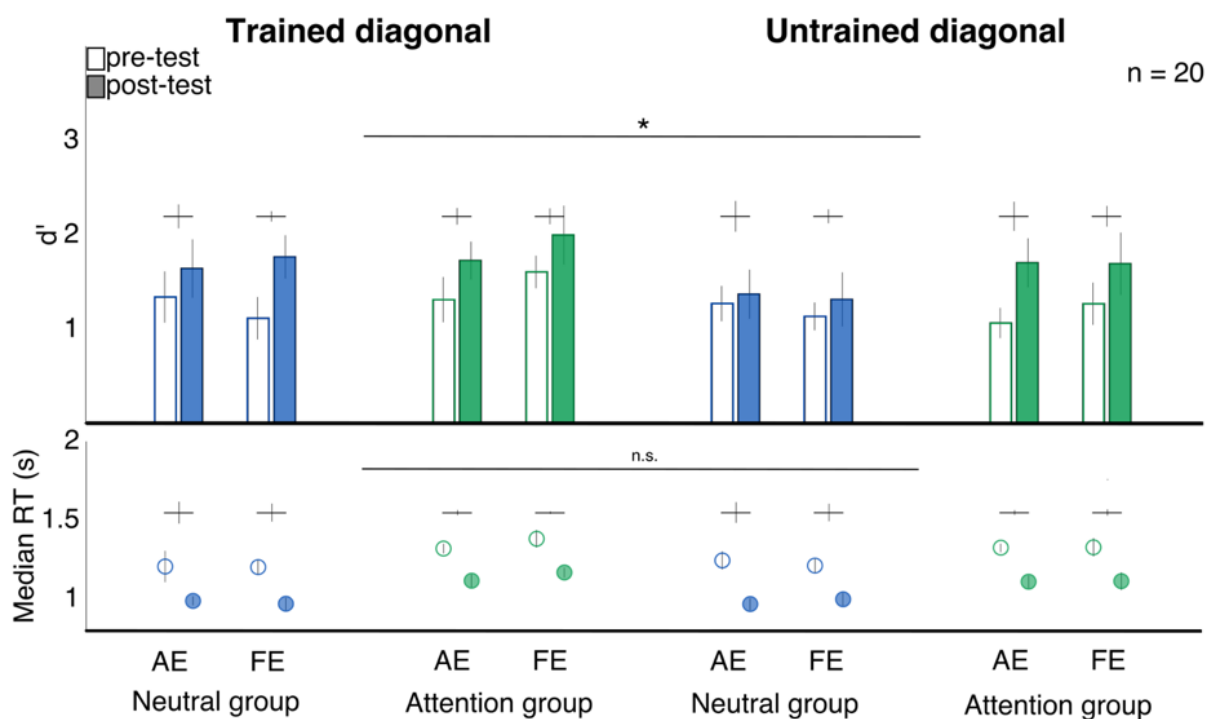 Trained diagonal Untrained diagonal
pre-test
post-test
n = 20
3
*
2
d'
1
2
n.s.
Median RT (s)
1.5
1
AE FE AE FE AE FE AE FE
Neutral group Attention group Neutral group Attention group